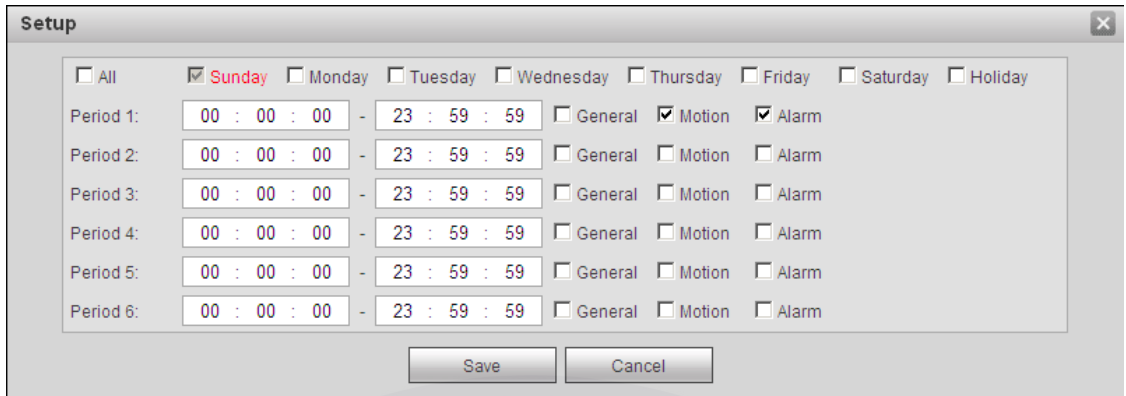 Setup
All Sunday Monday Tuesday Wednesday Thursday Friday Saturday Holiday
Period 1: 00 : 00 : 00 - 23 : 59 : 59 General Motion Alarm
Period 2: 00 : 00 : 00 - 23 : 59 : 59 General Motion Alarm
Period 3: 00 : 00 : 00 - 23 : 59 : 59 General Motion Alarm
Period 4: 00 : 00 : 00 - 23 : 59 : 59 General Motion Alarm
Period 5: 00 : 00 : 00 - 23 : 59 : 59 General Motion Alarm
Period 6: 00 : 00 : 00 - 23 : 59 : 59 General Motion Alarm
Save Cancel